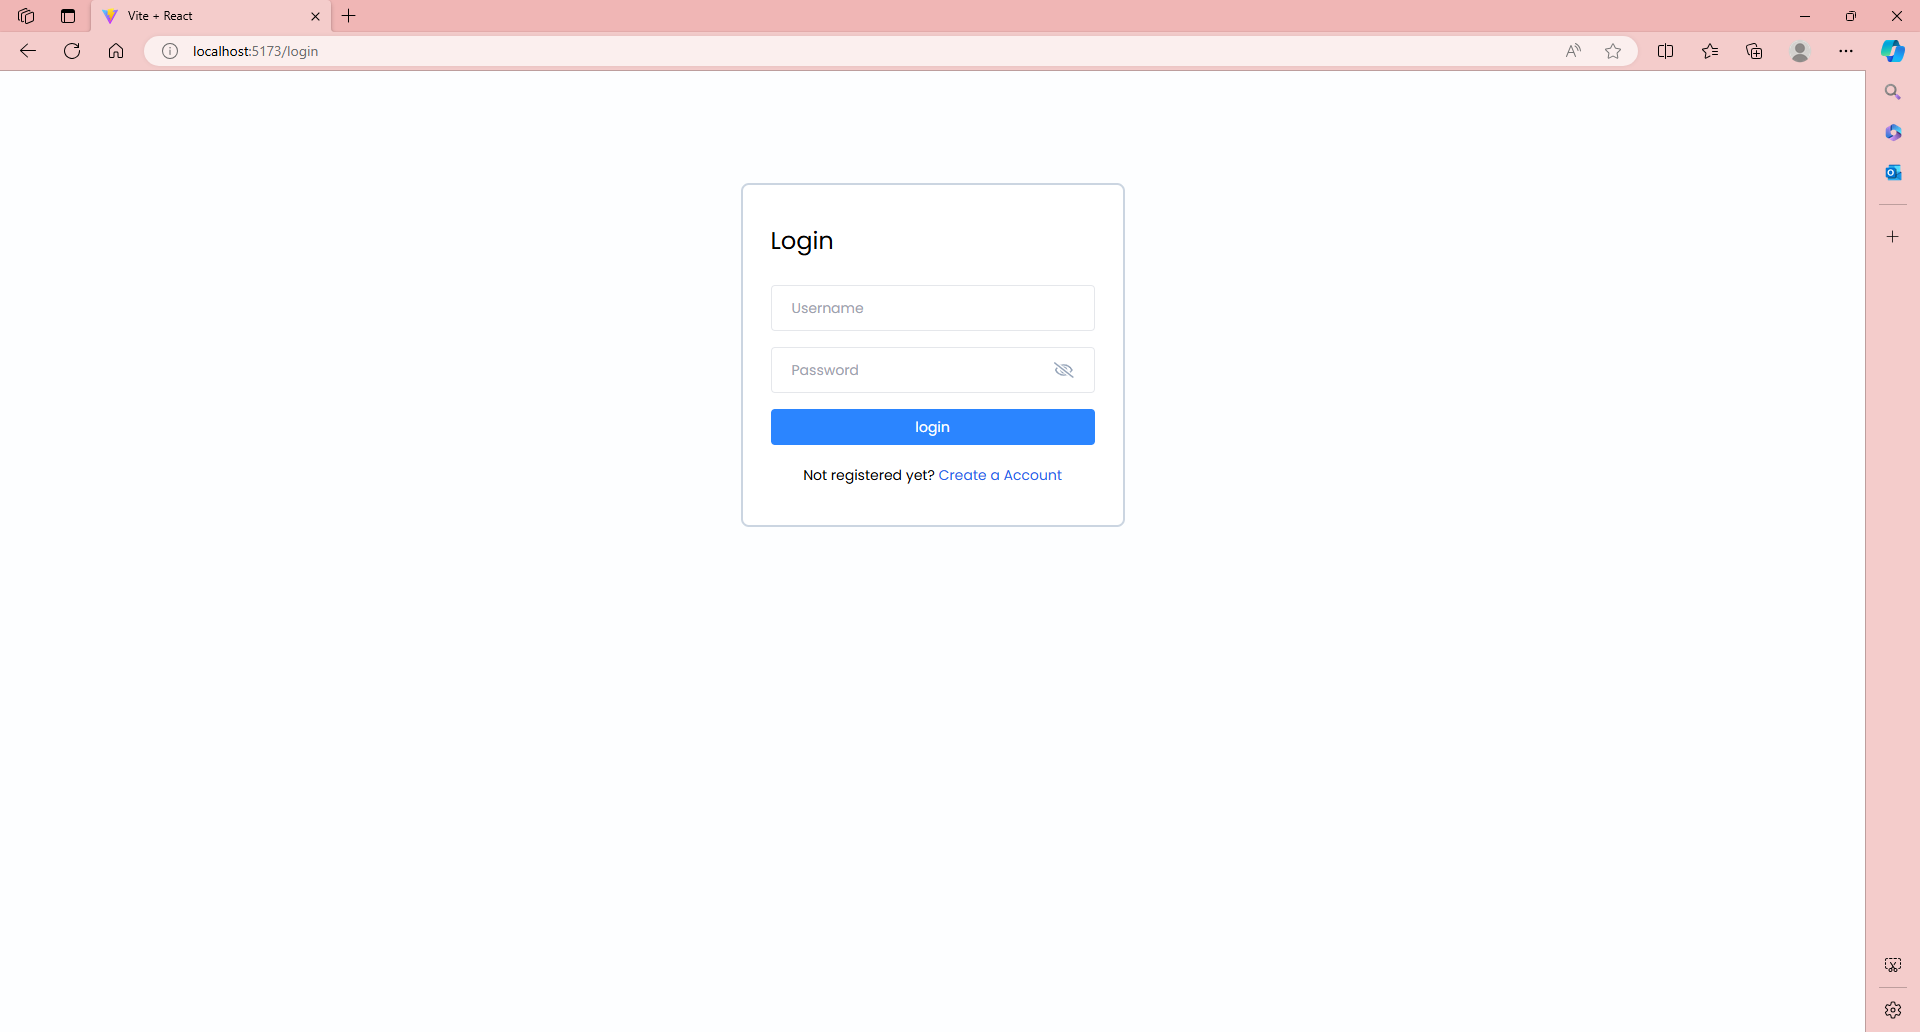 Vite + React
localhost:5173/login
Login
Username
Password
login
Not registered yet? Create a Account